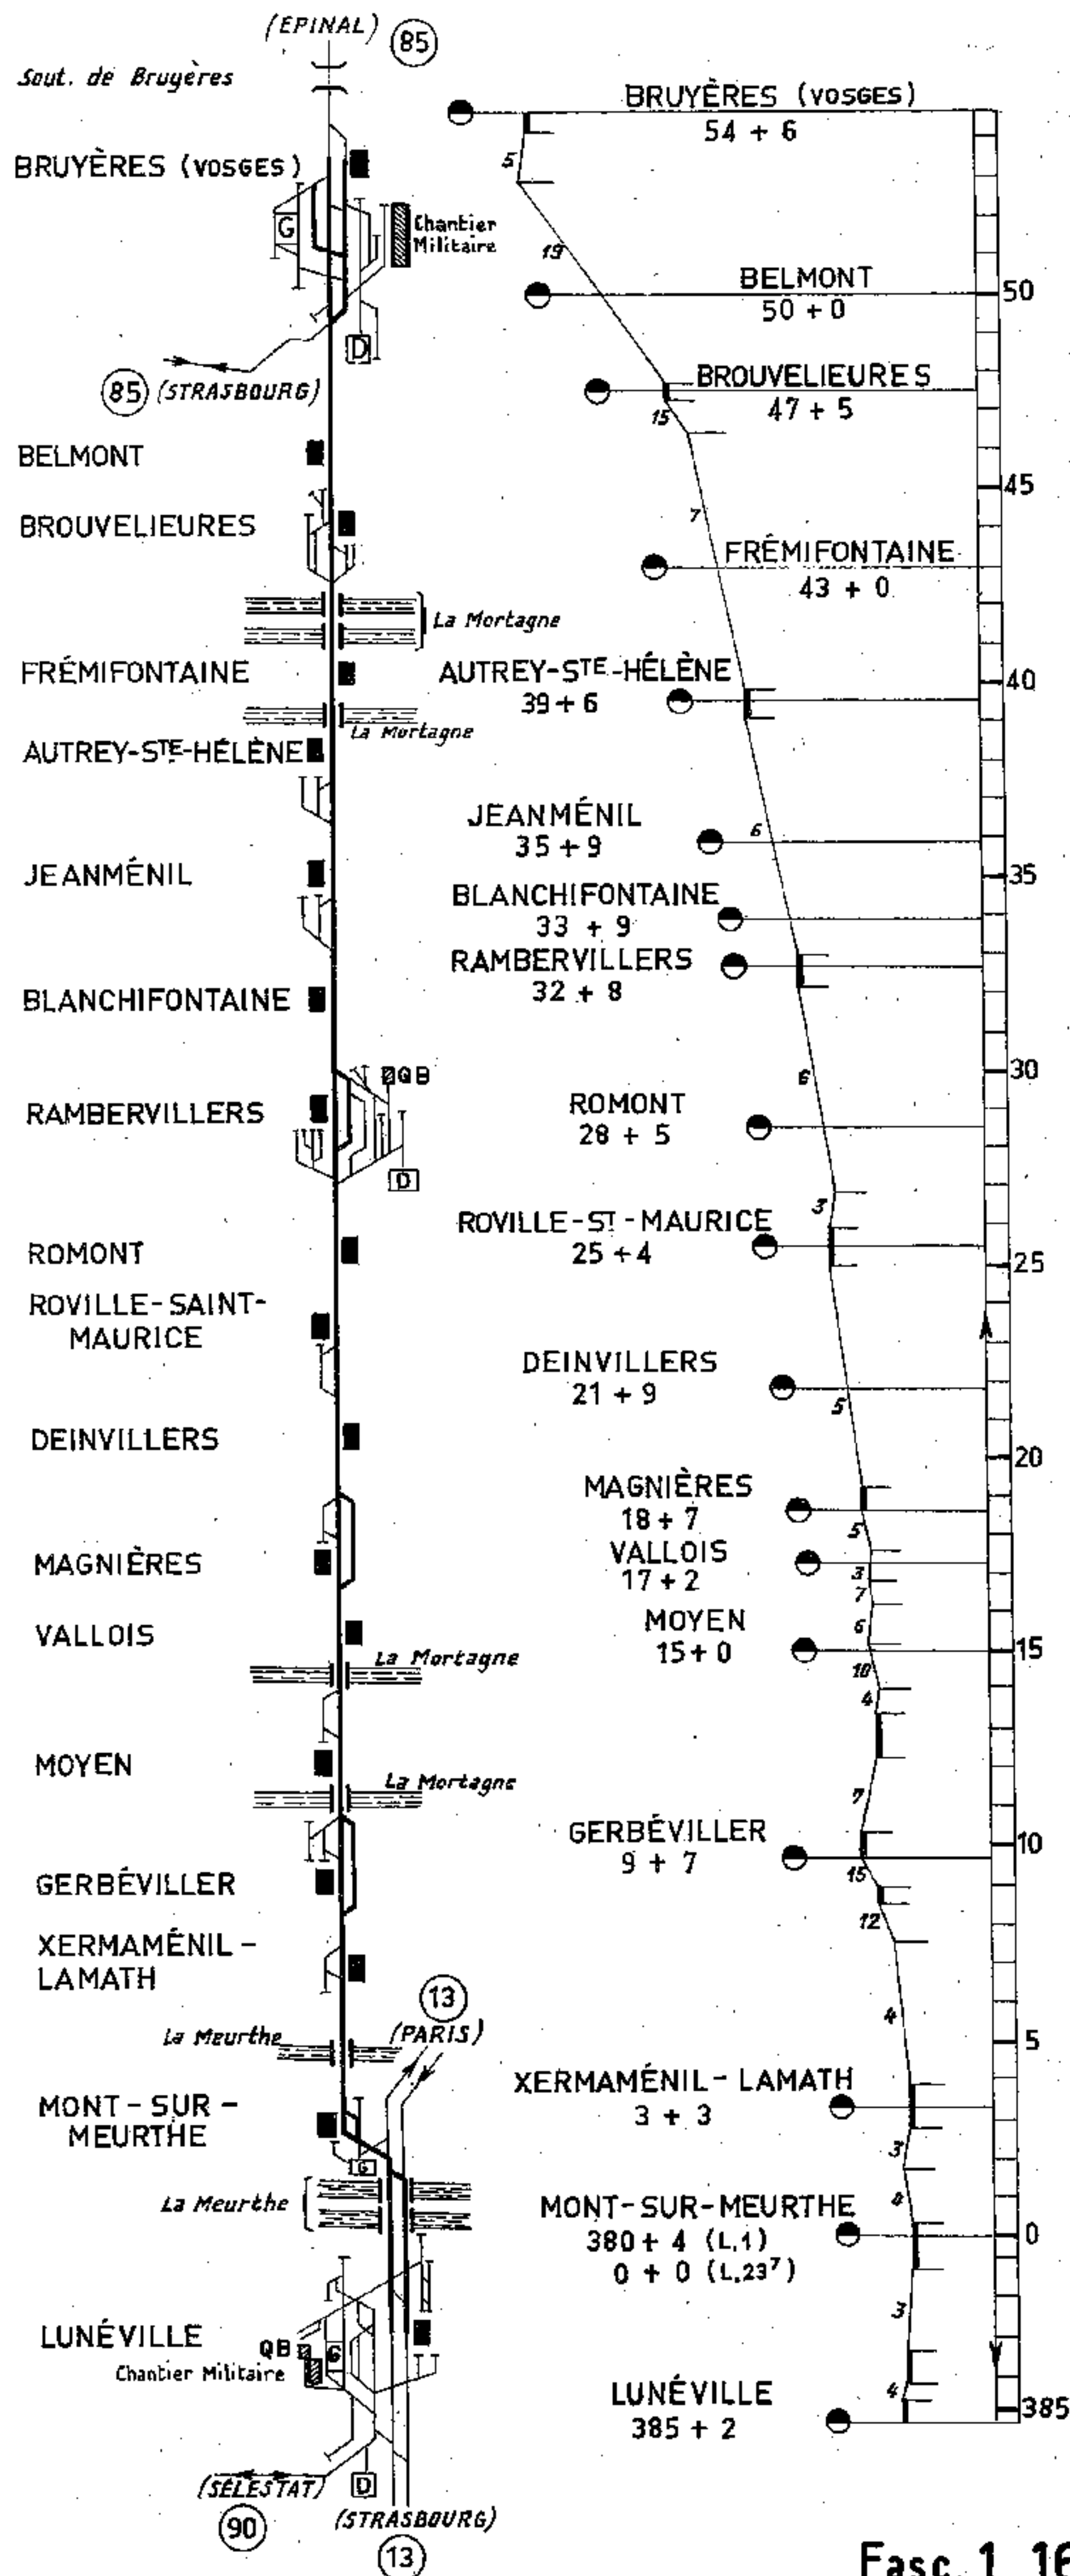 (EPINAL)
85
Sout. de Bruyères
BRUYÈRES (VOSGES)
G
Chantier
Militaire
D
85 (STRASBOURG)
BELMONT
BROUVELIEURES
La Mortagne
FRÉMIFONTAINE
La Mortagne
AUTREY-STE-HÉLÈNE
JEANMÉNIL
BLANCHIFONTAINE
QB
RAMBERVILLERS
D
ROMONT
ROVILLE-SAINT-
MAURICE
DEINVILLERS
MAGNIÈRES
VALLOIS
La Mortagne
MOYEN
La Mortagne
GERBÉVILLER
XERMAMÉNIL-
LAMATH
13
La Meurthe
(PARIS)
MONT-SUR-
MEURTHE
G
La Meurthe
LUNÉVILLE
QB
G
Chantier Militaire
(SÉLESTAT)
D
90
(STRASBOURG)
13
BRUYÈRES (VOSGES)
54 + 6
5
19
BELMONT
50 + 0
50
BROUVELIEURES
47 + 5
15
45
7
FRÉMIFONTAINE
43 + 0
AUTREY-STE-HÉLÈNE
39 + 6
40
JEANMÉNIL
35 + 9
6
35
BLANCHIFONTAINE
33 + 9
RAMBERVILLERS
32 + 8
30
6
ROMONT
28 + 5
3
ROVILLE-ST-MAURICE
25 + 4
25
DEINVILLERS
21 + 9
5
20
MAGNIÈRES
18 + 7
5
VALLOIS
17 + 2
3
7
MOYEN
15 + 0
6
15
10
4
7
GERBÉVILLER
9 + 7
10
15
12
4
5
XERMAMÉNIL-LAMATH
3 + 3
3
MONT-SUR-MEURTHE
380 + 4 (L.1)
0 + 0 (L.23⁷)
0
3
LUNÉVILLE
385 + 2
4
385
Fasc. 1 16